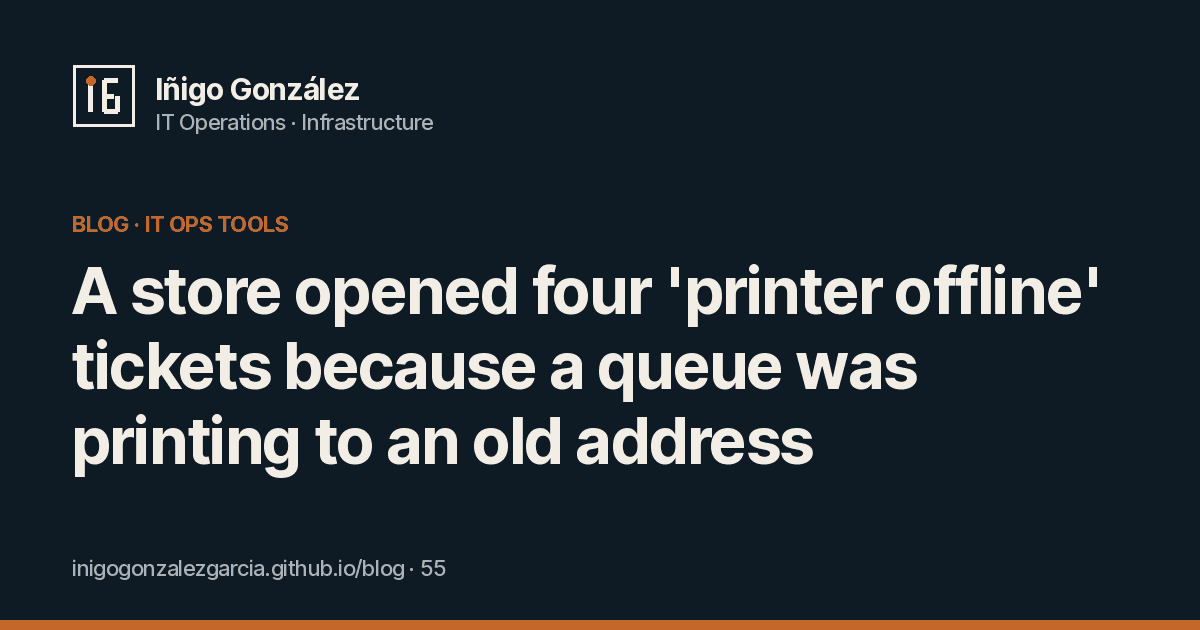 iG
Iñigo González
IT Operations · Infrastructure
BLOG · IT OPS TOOLS
A store opened four 'printer offline'
tickets because a queue was
printing to an old address
inigogonzalezgarcia.github.io/blog · 55